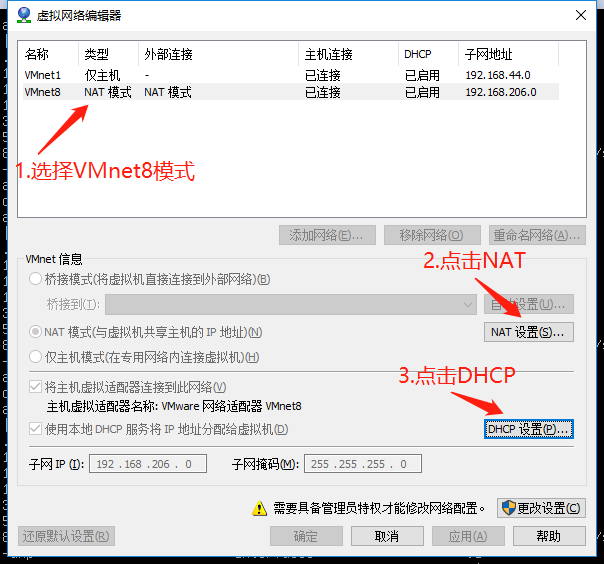 虚拟网络编辑器
名称 类型 外部连接 主机连接 DHCP 子网地址
VMnet1 仅主机 - 已连接 已启用 192.168.44.0
VMnet8 NAT 模式 NAT 模式 已连接 已启用 192.168.206.0
1.选择VMnet8模式
添加网络(E)... 移除网络(O) 重命名网络(A)...
VMnet 信息
2.点击NAT
桥接模式(将虚拟机直接连接到外部网络)(B)
桥接到(T): 自动设置(U)...
NAT 模式(与虚拟机共享主机的 IP 地址)(N) NAT 设置(S)...
仅主机模式(在专用网络内连接虚拟机)(H)
3.点击DHCP
将主机虚拟适配器连接到此网络(V)
主机虚拟适配器名称: VMware 网络适配器 VMnet8
使用本地 DHCP 服务将 IP 地址分配给虚拟机(D) DHCP 设置(P)...
子网 IP (I): 192 . 168 . 206 . 0 子网掩码(M): 255 . 255 . 255 . 0
需要具备管理员特权才能修改网络配置。 更改设置(C)
还原默认设置(R) 确定 取消 应用(A) 帮助